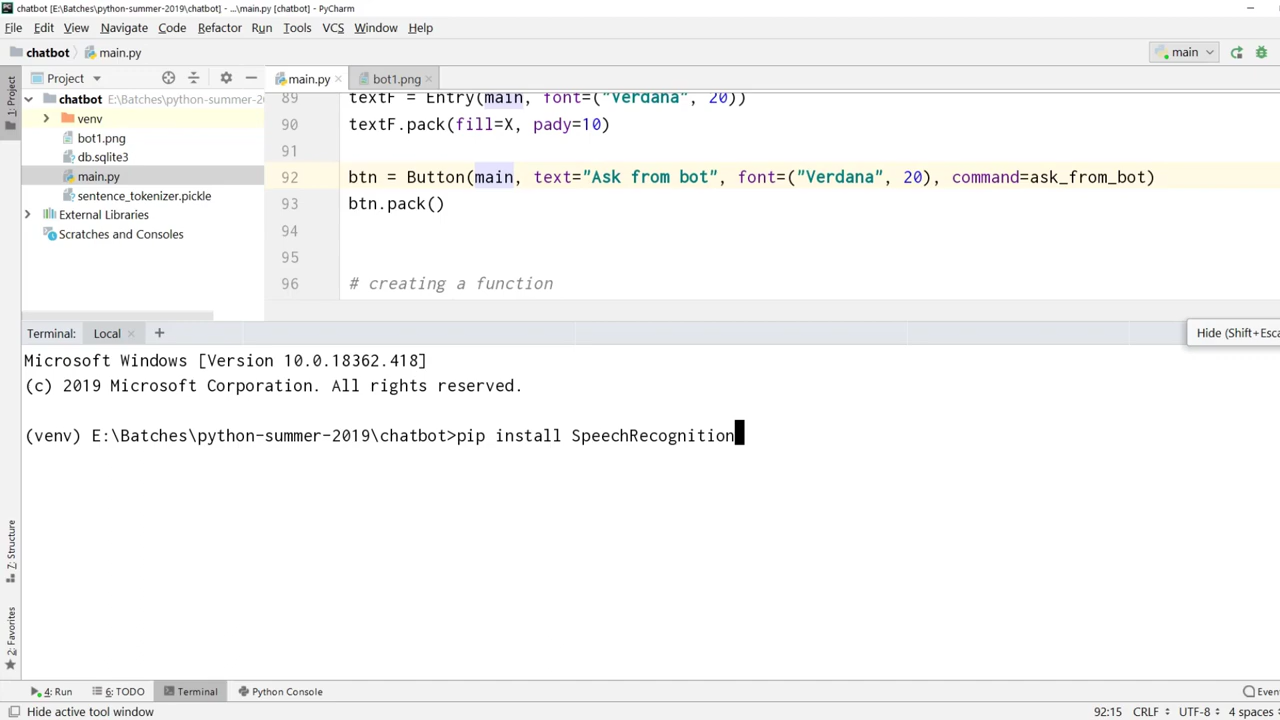 chatbot [E:\Batches\python-summer-2019\chatbot] - ...\main.py [chatbot] - PyCharm
File Edit View Navigate Code Refactor Run Tools VCS Window Help
chatbot main.py main
1: Project
Project
main.py bot1.png
chatbot E:\Batches\python-summer-20
venv
bot1.png
db.sqlite3
main.py
sentence_tokenizer.pickle
External Libraries
Scratches and Consoles
89 textF = Entry(main, font=("Verdana", 20))
90 textF.pack(fill=X, pady=10)
91
92 btn = Button(main, text="Ask from bot", font=("Verdana", 20), command=ask_from_bot)
93 btn.pack()
94
95
96 # creating a function
Terminal: Local +
Hide (Shift+Esca
Microsoft Windows [Version 10.0.18362.418]
(c) 2019 Microsoft Corporation. All rights reserved.
(venv) E:\Batches\python-summer-2019\chatbot>pip install SpeechRecognition
Z: Structure
2: Favorites
4: Run 6: TODO Terminal Python Console Even
Hide active tool window 92:15 CRLF UTF-8 4 spaces